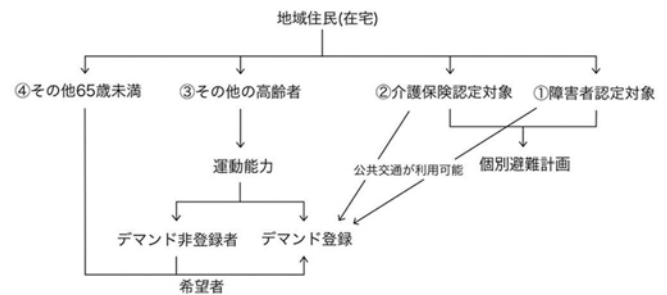 地域住民(在宅)
④その他65歳未満
③その他の高齢者
②介護保険認定対象
①障害者認定対象
運動能力
公共交通が利用可能
個別避難計画
デマンド非登録者
デマンド登録
希望者